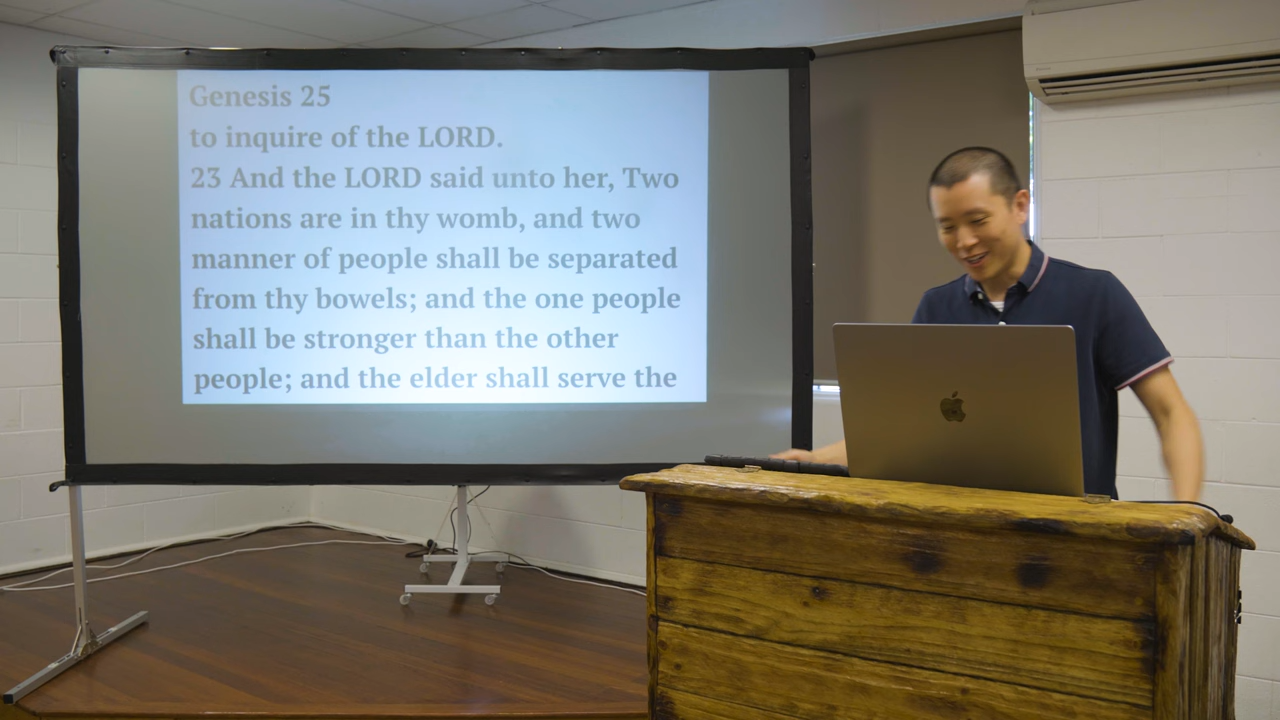 Genesis 25
to inquire of the LORD.
23 And the LORD said unto her, Two
nations are in thy womb, and two
manner of people shall be separated
from thy bowels; and the one people
shall be stronger than the other
people; and the elder shall serve the